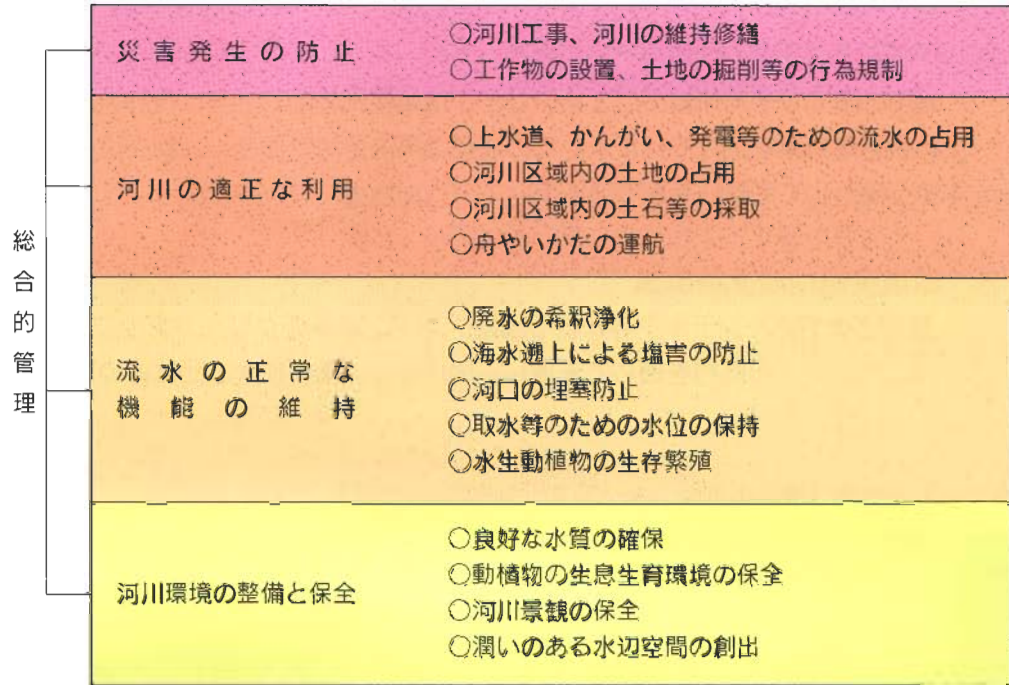 総合的管理
災害発生の防止
○河川工事、河川の維持修繕
○工作物の設置、土地の掘削等の行為規制
河川の適正な利用
○上水道、かんがい、発電等のための流水の占用
○河川区域内の土地の占用
○河川区域内の土石等の採取
○舟やいかだの運航
流水の正常な
機能の維持
○廃水の希釈浄化
○海水遡上による塩害の防止
○河口の埋塞防止
○取水等のための水位の保持
○水生動植物の生存繁殖
河川環境の整備と保全
○良好な水質の確保
○動植物の生息生育環境の保全
○河川景観の保全
○潤いのある水辺空間の創出